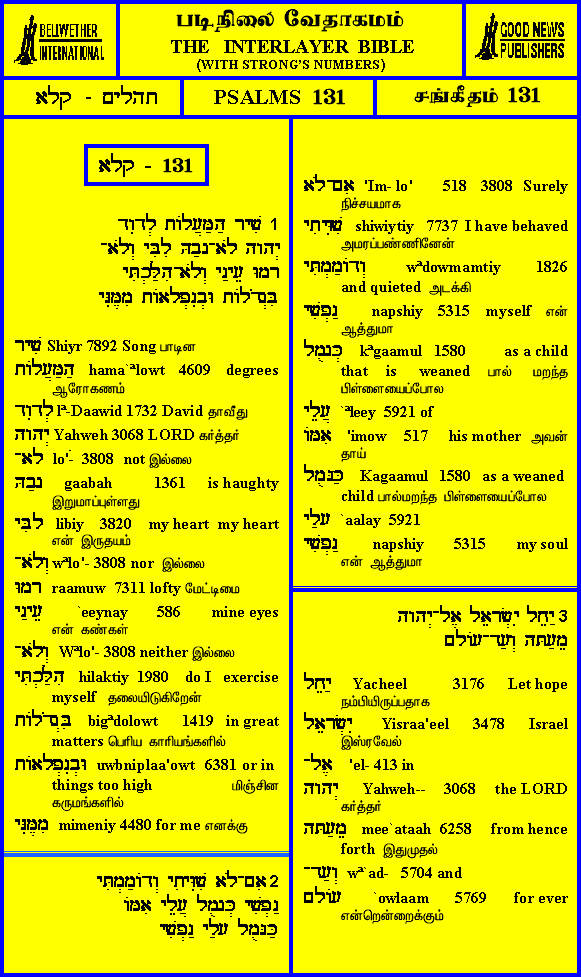 BELLWETHER
INTERNATIONAL
படிநிலை வேதாகமம்
THE INTERLAYER BIBLE
(WITH STRONG'S NUMBERS)
GOOD NEWS
PUBLISHERS
תהלים - קלא
PSALMS 131
சங்கீதம் 131
קלא - 131
1 שִׁיר הַמַּעֲלוֹת לְדָוִד
יְהוָה לֹא־גָבַהּ לִבִּי וְלֹא־
רָמוּ עֵינַי וְלֹא־הִלַּכְתִּי
בִּגְדֹלוֹת וּבְנִפְלָאוֹת מִמֶּנִּי
שִׁיר Shiyr 7892 Song பாடின
הַמַּעֲלוֹת hama`alowt 4609 degrees
ஆரோகணம்
לְדָוִד lª-Daawid 1732 David தாவீது
יְהוָה Yahweh 3068 LORD கர்த்தர்
לֹא־ lo'- 3808 not இல்லை
גָבַהּ gaabah 1361 is haughty
இறுமாப்புள்ளது
לִבִּי libiy 3820 my heart my heart
என் இருதயம்
וְלֹא־ wªlo'- 3808 nor இல்லை
רָמוּ raamuw 7311 lofty மேட்டிமை
עֵינַי `eeynay 586 mine eyes
என் கண்கள்
וְלֹא־ Wªlo'- 3808 neither இல்லை
הִלַּכְתִּי hilaktiy 1980 do I exercise
myself தலையிடுகிறேன்
בִּגְדֹלוֹת bigªdolowt 1419 in great
matters பெரிய காரியங்களில்
וּבְנִפְלָאוֹת uwbniplaa'owt 6381 or in
things too high மிஞ்சின
கருமங்களில்
מִמֶּנִּי mimeniy 4480 for me எனக்கு
2 אִם־לֹא שִׁוִּיתִי וְדוֹמַמְתִּי
נַפְשִׁי כְּגָמֻל עֲלֵי אִמּוֹ
כַּגָּמֻל עָלַי נַפְשִׁי
אִם־לֹא 'Im- lo' 518 3808 Surely
நிச்சயமாக
שִׁוִּיתִי shiwiytiy 7737 I have behaved
அமரப்பண்ணினேன்
וְדוֹמַמְתִּי wªdowmamtiy 1826
and quieted அடக்கி
נַפְשִׁי napshiy 5315 myself என்
ஆத்துமா
כְּגָמֻל kªgaamul 1580 as a child
that is weaned பால் மறந்த
பிள்ளையைப்போல
עֲלֵי `ªleey 5921 of
אִמּוֹ 'imow 517 his mother அவன்
தாய்
כַּגָּמֻל Kagaamul 1580 as a weaned
child பால்மறந்த பிள்ளையைப்போல
עָלַי `aalay 5921
נַפְשִׁי napshiy 5315 my soul
என் ஆத்துமா
3 יַחֵל יִשְׂרָאֵל אֶל־יְהוָה
מֵעַתָּה וְעַד־עוֹלָם
יַחֵל Yacheel 3176 Let hope
நம்பியிருப்பதாக
יִשְׂרָאֵל Yisraa'eel 3478 Israel
இஸ்ரவேல்
אֶל־ 'el- 413 in
יְהוָה Yahweh-- 3068 the LORD
கர்த்தர்
מֵעַתָּה mee`ataah 6258 from hence
forth இதுமுதல்
וְעַד־ wª`ad- 5704 and
עוֹלָם `owlaam 5769 for ever
என்றென்றைக்கும்